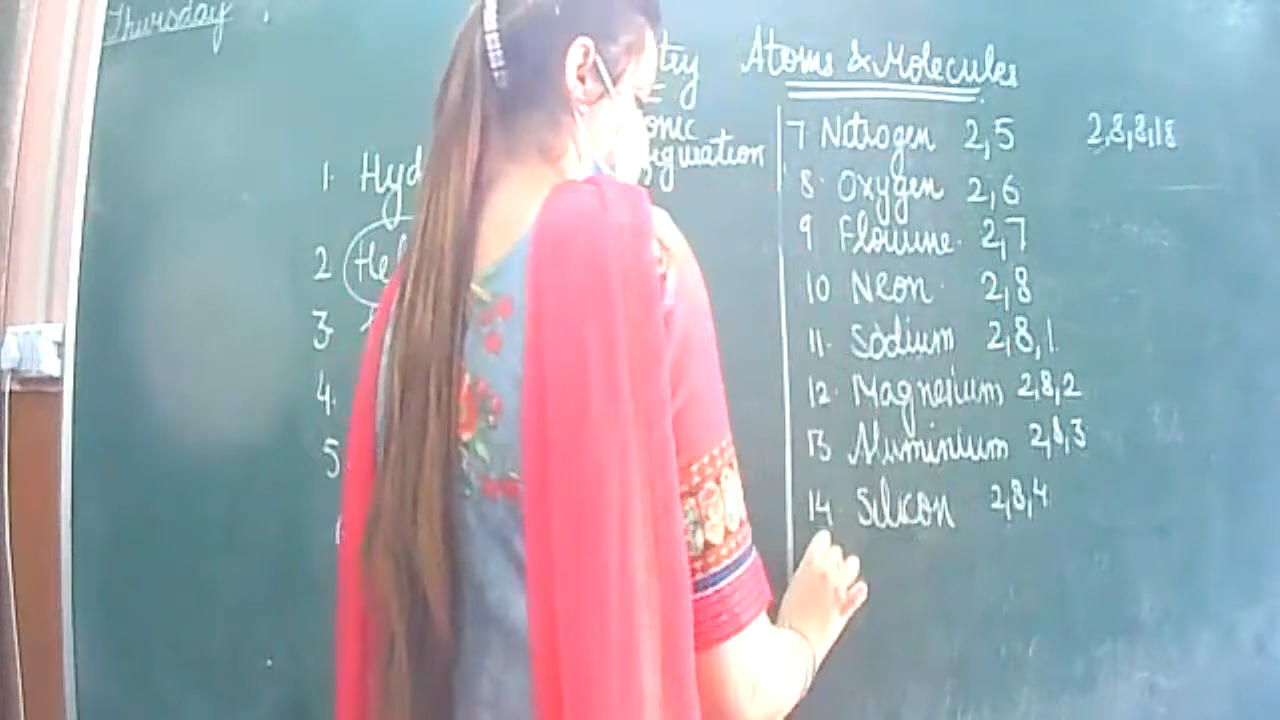 Thursday
try Atoms & Molecules
onic
figuration
1. Hyd
2 Hel
3.
4.
5
7 Nitrogen 2,5 2,8,8,18
8. Oxygen 2,6
9 Flourine. 2,7
10 Neon. 2,8
11. Sodium 2,8,1
12. Magnesium 2,8,2
13 Aluminium 2,8,3
14 Silicon 2,8,4